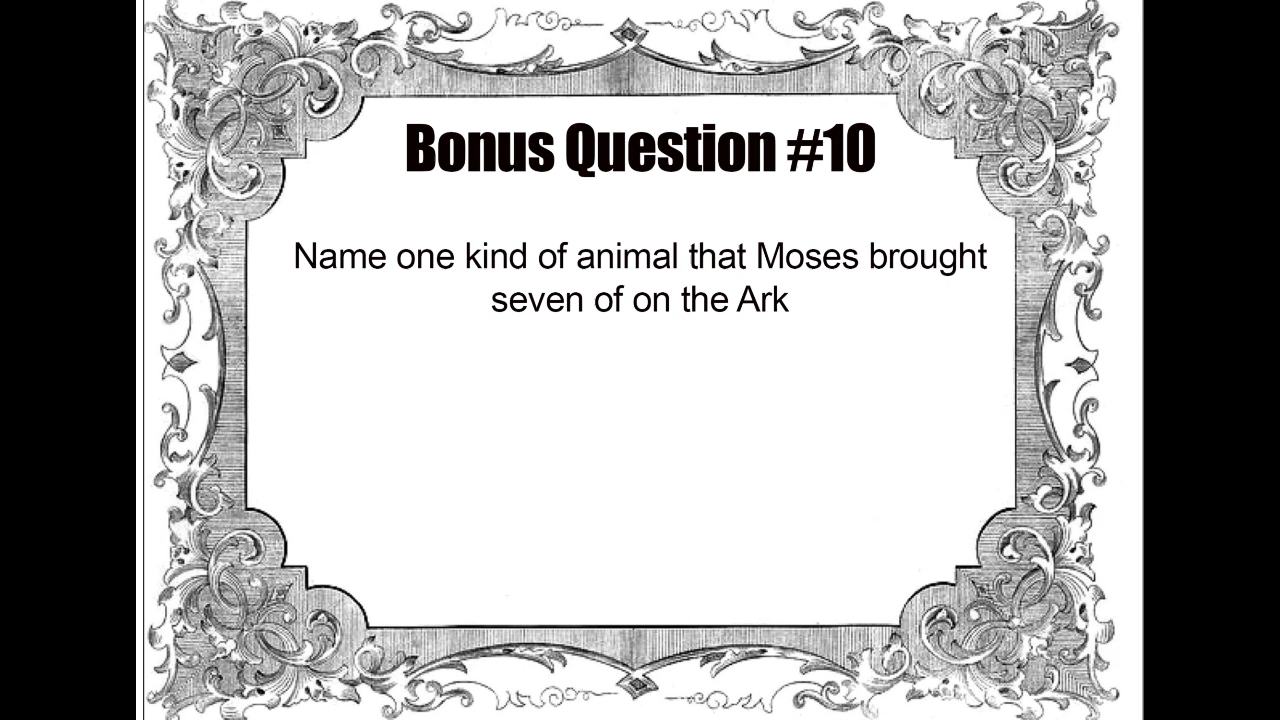 Bonus Question #10
Name one kind of animal that Moses brought
seven of on the Ark